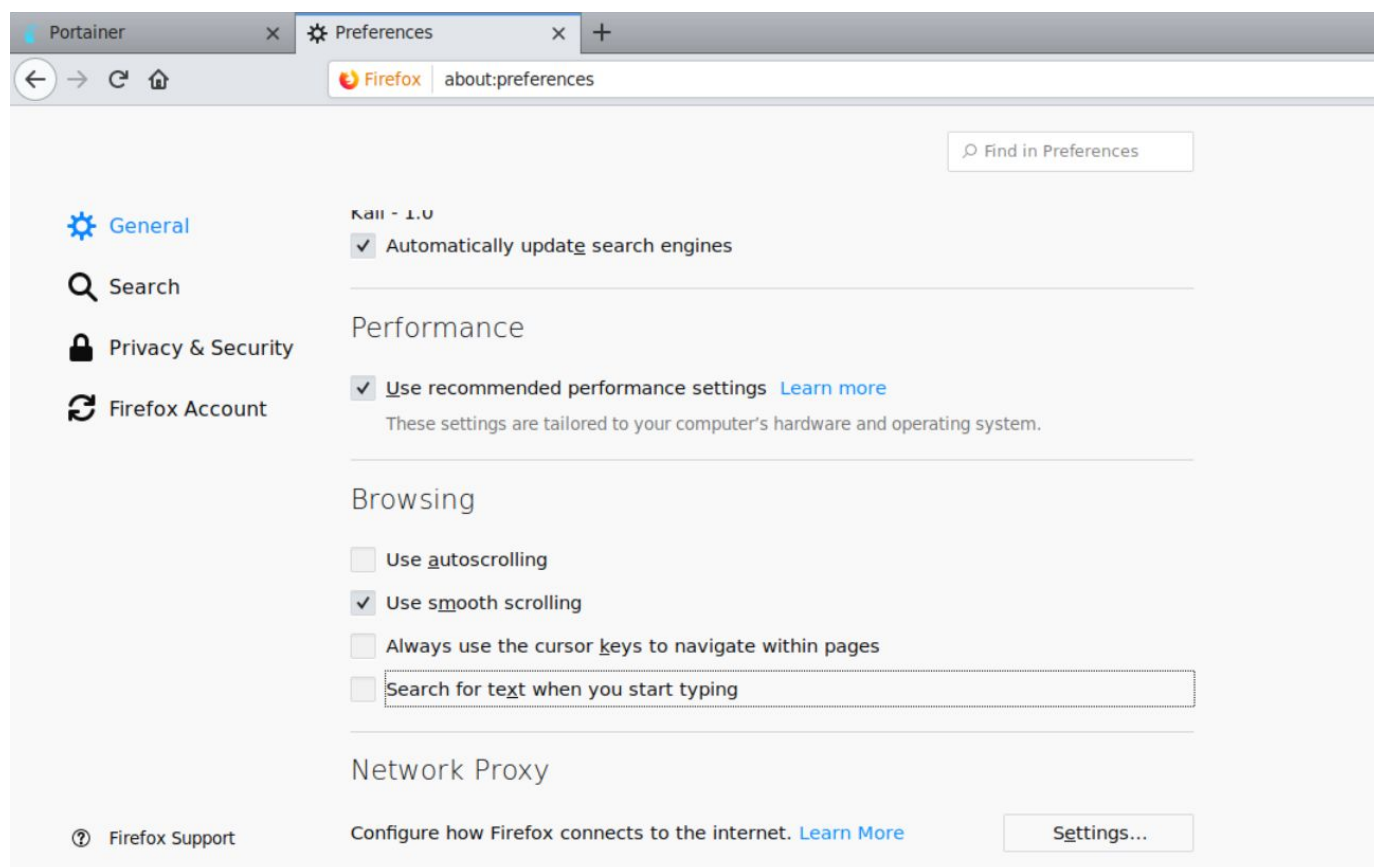 Portainer
Preferences
Firefox about:preferences
Find in Preferences
General
Search
Privacy & Security
Firefox Account
Firefox Support
Kali - 1.0
Automatically update search engines
Performance
Use recommended performance settings Learn more
These settings are tailored to your computer's hardware and operating system.
Browsing
Use autoscrolling
Use smooth scrolling
Always use the cursor keys to navigate within pages
Search for text when you start typing
Network Proxy
Configure how Firefox connects to the internet. Learn More
Settings...